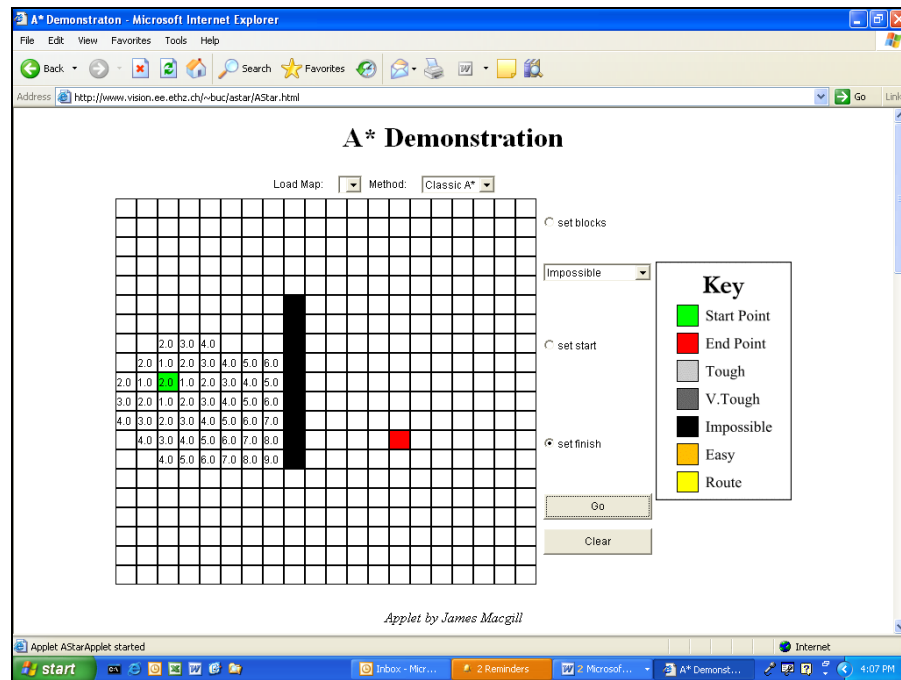 A* Demonstraton - Microsoft Internet Explorer
File Edit View Favorites Tools Help
Back Search Favorites
Address http://www.vision.ee.ethz.ch/~buc/astar/AStar.html Go Link
A* Demonstration
Load Map: Method: Classic A*
set blocks
Impossible
Key
Start Point
2.0 3.0 4.0 set start End Point
2.0 1.0 2.0 3.0 4.0 5.0 6.0 Tough
2.0 1.0 2.0 1.0 2.0 3.0 4.0 5.0
3.0 2.0 1.0 2.0 3.0 4.0 5.0 6.0 V.Tough
4.0 3.0 2.0 3.0 4.0 5.0 6.0 7.0 Impossible
4.0 3.0 4.0 5.0 6.0 7.0 8.0 set finish
4.0 5.0 6.0 7.0 8.0 9.0 Easy
Route
Go
Clear
Applet by James Macgill
Applet AStarApplet started Internet
start Inbox - Micr... 2 Reminders 2 Microsof... A* Demonst... 4:07 PM